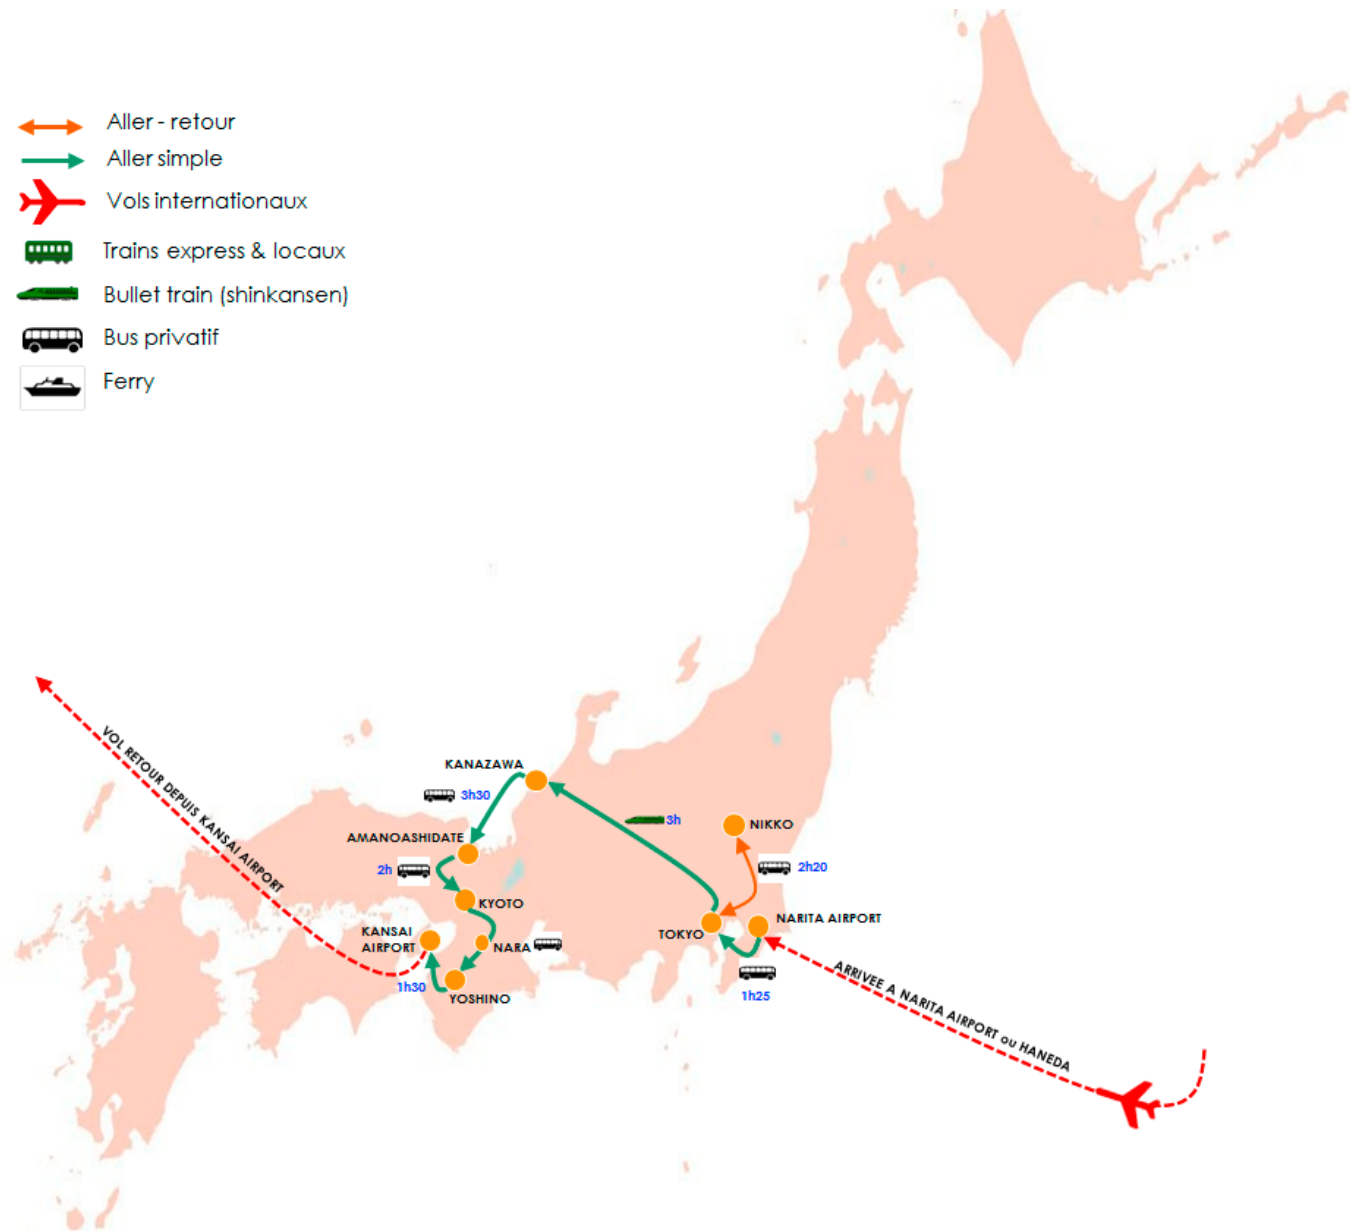 Aller - retour
Aller simple
Vols internationaux
Trains express & locaux
Bullet train (shinkansen)
Bus privatif
Ferry
VOL RETOUR DEPUIS KANSAI AIRPORT
KANAZAWA
3h30
AMANOASHIDATE
2h
KYOTO
KANSAI
AIRPORT
NARA
1h30
YOSHINO
3h
NIKKO
2h20
TOKYO
NARITA AIRPORT
1h25
ARRIVEE A NARITA AIRPORT ou HANEDA